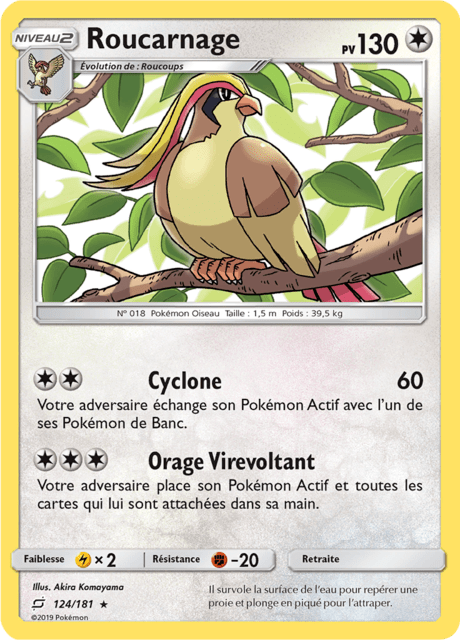 NIVEAU 2
Roucarnage
PV 130
Évolution de : Roucoups
N° 018 Pokémon Oiseau Taille : 1,5 m Poids : 39,5 kg
Cyclone 60
Votre adversaire échange son Pokémon Actif avec l'un de
ses Pokémon de Banc.
Orage Virevoltant
Votre adversaire place son Pokémon Actif et toutes les
cartes qui lui sont attachées dans sa main.
Faiblesse × 2 Résistance -20 Retraite
Illus. Akira Komayama
124/181 ★
©2019 Pokémon
Il survole la surface de l'eau pour repérer une
proie et plonge en piqué pour l'attraper.